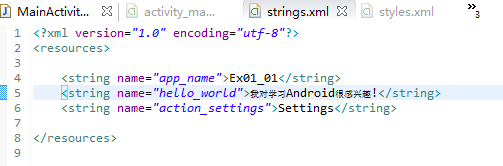 MainActivit... activity_ma... strings.xml styles.xml »3
1 <?xml version="1.0" encoding="utf-8"?>
2 <resources>
3
4 <string name="app_name">Ex01_01</string>
5 <string name="hello_world">我对学习Android很感兴趣!</string>
6 <string name="action_settings">Settings</string>
7
8 </resources>
9